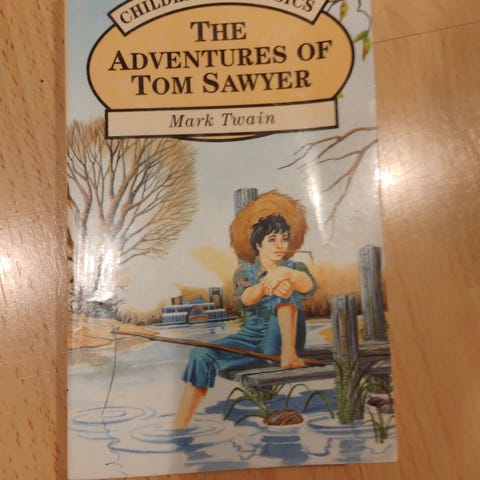 THE
ADVENTURES OF
TOM SAWYER
Mark Twain